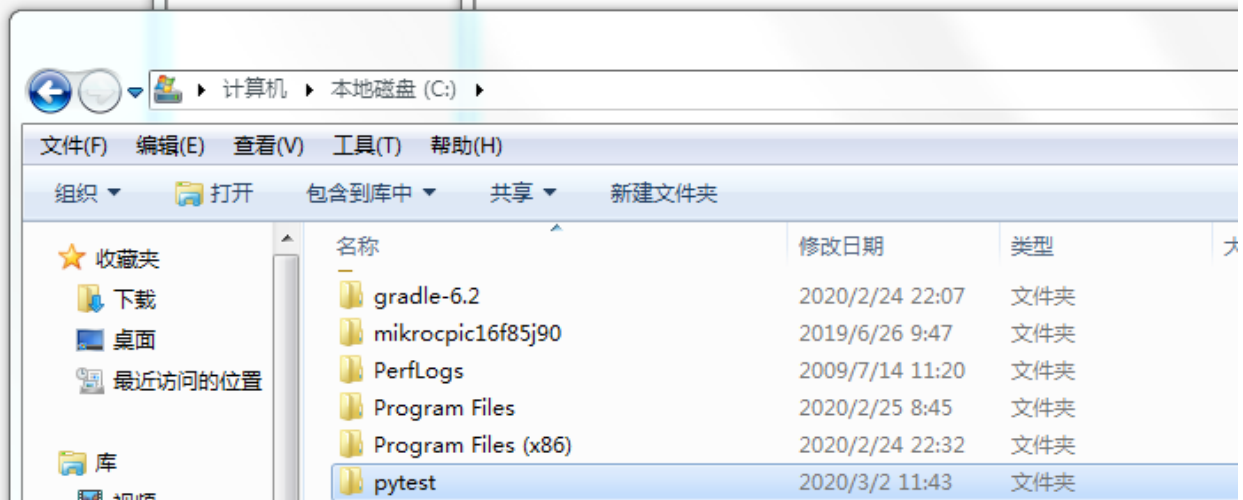 计算机 本地磁盘 (C:)
文件(F) 编辑(E) 查看(V) 工具(T) 帮助(H)
组织 打开 包含到库中 共享 新建文件夹
收藏夹
下载
桌面
最近访问的位置
库
视频
名称 修改日期 类型 大
gradle-6.2 2020/2/24 22:07 文件夹
mikrocpic16f85j90 2019/6/26 9:47 文件夹
PerfLogs 2009/7/14 11:20 文件夹
Program Files 2020/2/25 8:45 文件夹
Program Files (x86) 2020/2/24 22:32 文件夹
pytest 2020/3/2 11:43 文件夹